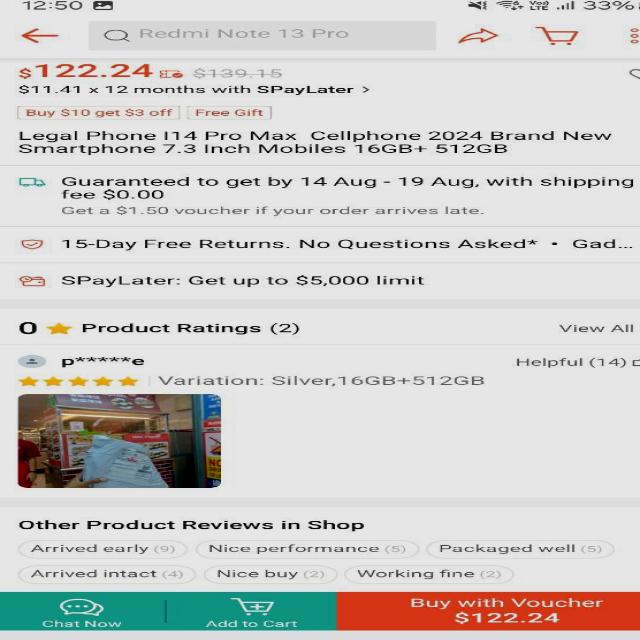 12:50
33%
Redmi Note 13 Pro
$122.24 $139.15
$11.41 x 12 months with SPayLater >
Buy $10 get $3 off Free Gift
Legal Phone I14 Pro Max Cellphone 2024 Brand New
Smartphone 7.3 Inch Mobiles 16GB+ 512GB
Guaranteed to get by 14 Aug - 19 Aug, with shipping
fee $0.00
Get a $1.50 voucher if your order arrives late.
15-Day Free Returns. No Questions Asked* • Gad...
SPayLater: Get up to $5,000 limit
0 Product Ratings (2) View All
p*****e Helpful (14)
Variation: Silver,16GB+512GB
Other Product Reviews in Shop
Arrived early (9) Nice performance (5) Packaged well (5)
Arrived intact (4) Nice buy (2) Working fine (2)
Chat Now
Add to Cart
Buy with Voucher
$122.24